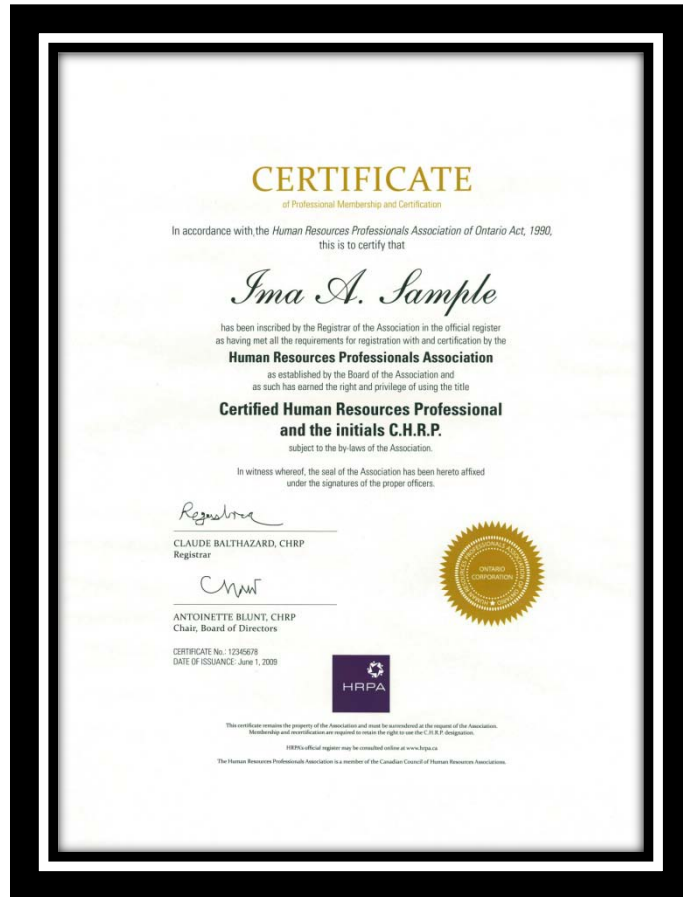 CERTIFICATE
of Professional Membership and Certification
In accordance with the Human Resources Professionals Association of Ontario Act, 1990,
this is to certify that
Ima A. Sample
has been inscribed by the Registrar of the Association in the official register
as having met all the requirements for registration with and certification by the
Human Resources Professionals Association
as established by the Board of the Association and
as such has earned the right and privilege of using the title
Certified Human Resources Professional
and the initials C.H.R.P.
subject to the by-laws of the Association.
In witness whereof, the seal of the Association has been hereto affixed
under the signatures of the proper officers.
CLAUDE BALTHAZARD, CHRP
Registrar
HUMAN RESOURCES PROFESSIONALS ASSOCIATION OF ONTARIO
ONTARIO
CORPORATION
ANTOINETTE BLUNT, CHRP
Chair, Board of Directors
CERTIFICATE No.: 12345678
DATE OF ISSUANCE: June 1, 2009
HRPA
This certificate remains the property of the Association and must be surrendered at the request of the Association.
Membership and recertification are required to retain the right to use the C.H.R.P. designation.
HRPA's official register may be consulted online at www.hrpa.ca
The Human Resources Professionals Association is a member of the Canadian Council of Human Resources Associations.